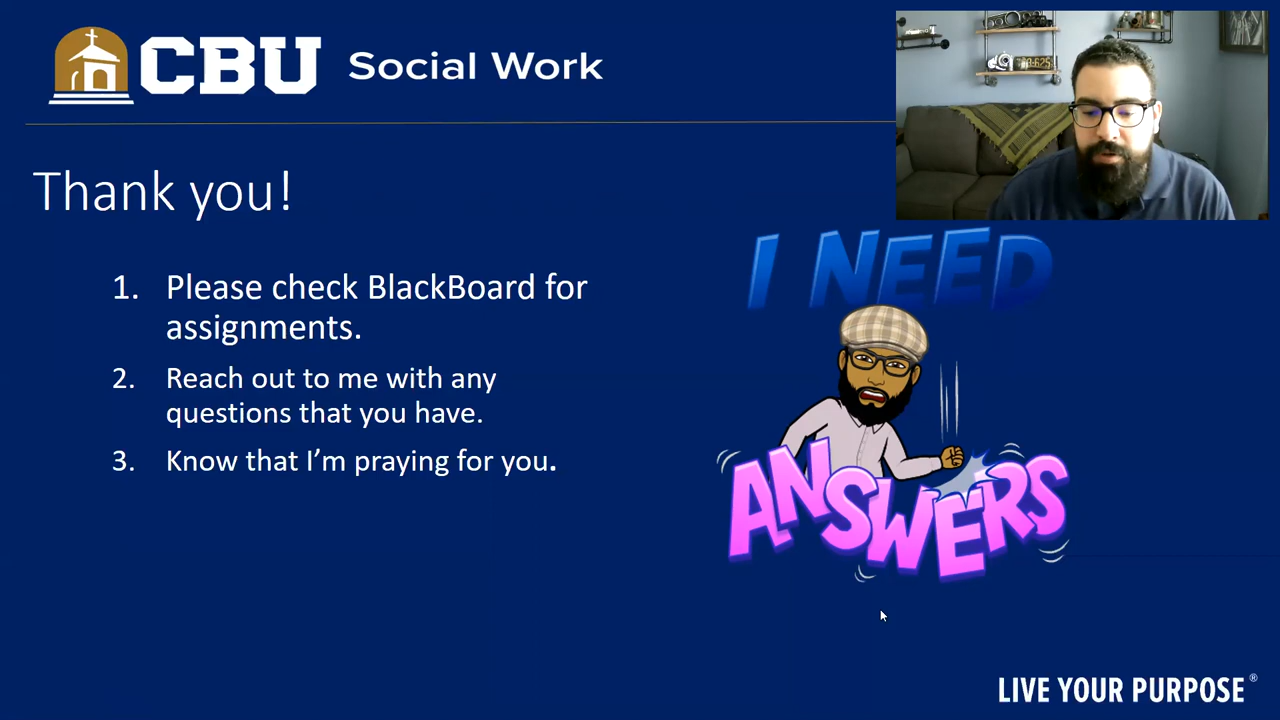 CBU Social Work
Thank you!
1. Please check BlackBoard for
assignments.
2. Reach out to me with any
questions that you have.
3. Know that I'm praying for you.
I NEED
ANSWERS
LIVE YOUR PURPOSE®